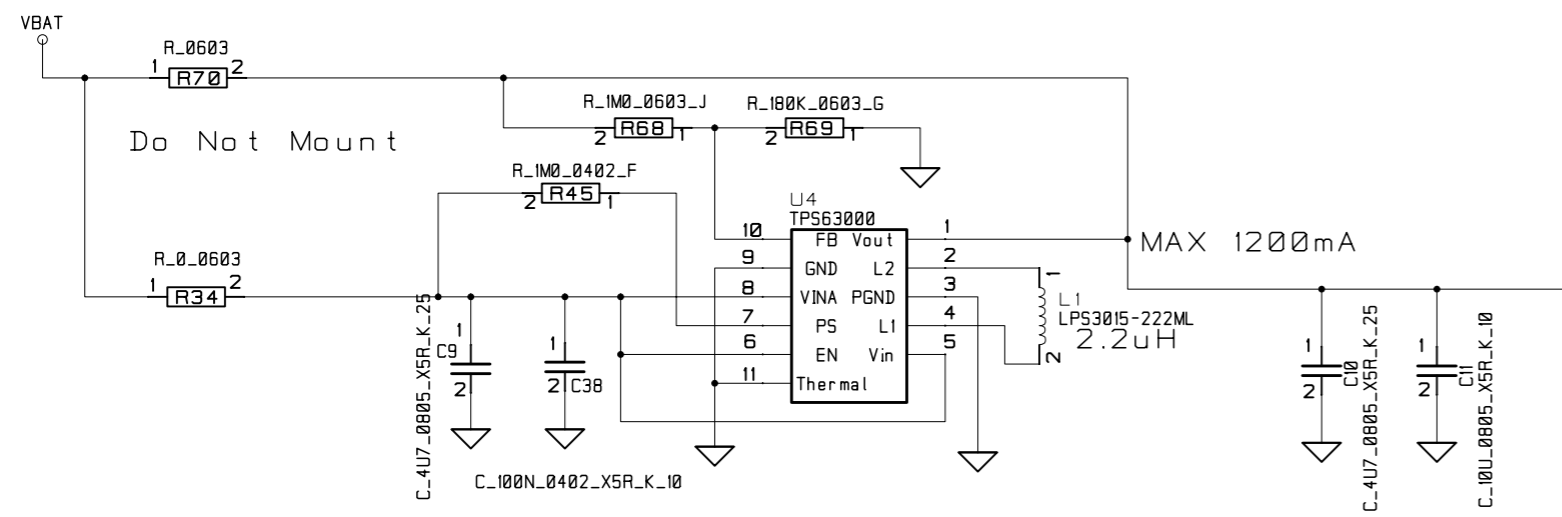 VBAT
R_0603
1 R70 2
Do Not Mount
R_1M0_0603_J
2 R68 1
R_180K_0603_G
2 R69 1
R_1M0_0402_F
2 R45 1
R_0_0603
1 R34 2
U4
TPS63000
10 FB Vout 1
9 GND L2 2
8 VINA PGND 3
7 PS L1 4
6 EN Vin 5
11 Thermal
MAX 1200mA
1
L1
LPS3015-222ML
2.2uH
2
C_4U7_0805_X5R_K_25
1
C9
2
1
2 C38
C_100N_0402_X5R_K_10
1
2
C10
C_4U7_0805_X5R_K_25
1
2
C11
C_10U_0805_X5R_K_10